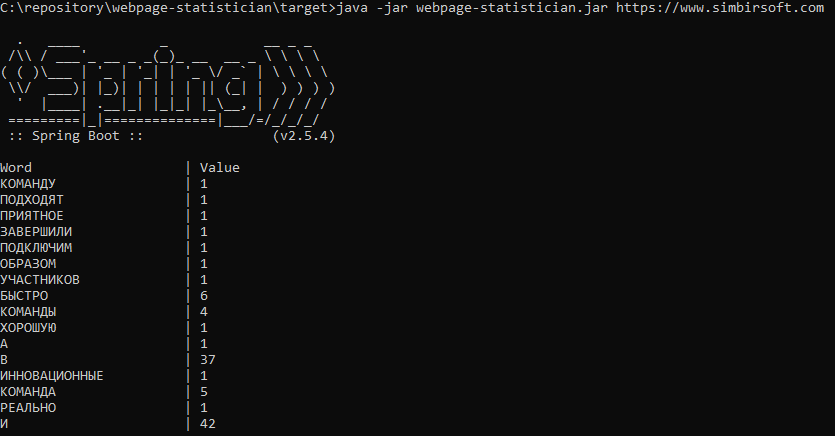 C:\repository\webpage-statistician\target>java -jar webpage-statistician.jar https://www.simbirsoft.com
  .   ____          _            __ _ _
 /\\ / ___'_ __ _ _(_)_ __  __ _ \ \ \ \
( ( )\___ | '_ | '_| | '_ \/ _` | \ \ \ \
 \\/  ___)| |_)| | | | | || (_| |  ) ) ) )
  '  |____| .__|_| |_|_| |_\__, | / / / /
 =========|_|==============|___/=/_/_/_/
 :: Spring Boot ::                (v2.5.4)
Word | Value
КОМАНДУ | 1
ПОДХОДЯТ | 1
ПРИЯТНОЕ | 1
ЗАВЕРШИЛИ | 1
ПОДКЛЮЧИМ | 1
ОБРАЗОМ | 1
УЧАСТНИКОВ | 1
БЫСТРО | 6
КОМАНДЫ | 4
ХОРОШУЮ | 1
А | 1
В | 37
ИННОВАЦИОННЫЕ | 1
КОМАНДА | 5
РЕАЛЬНО | 1
И | 42